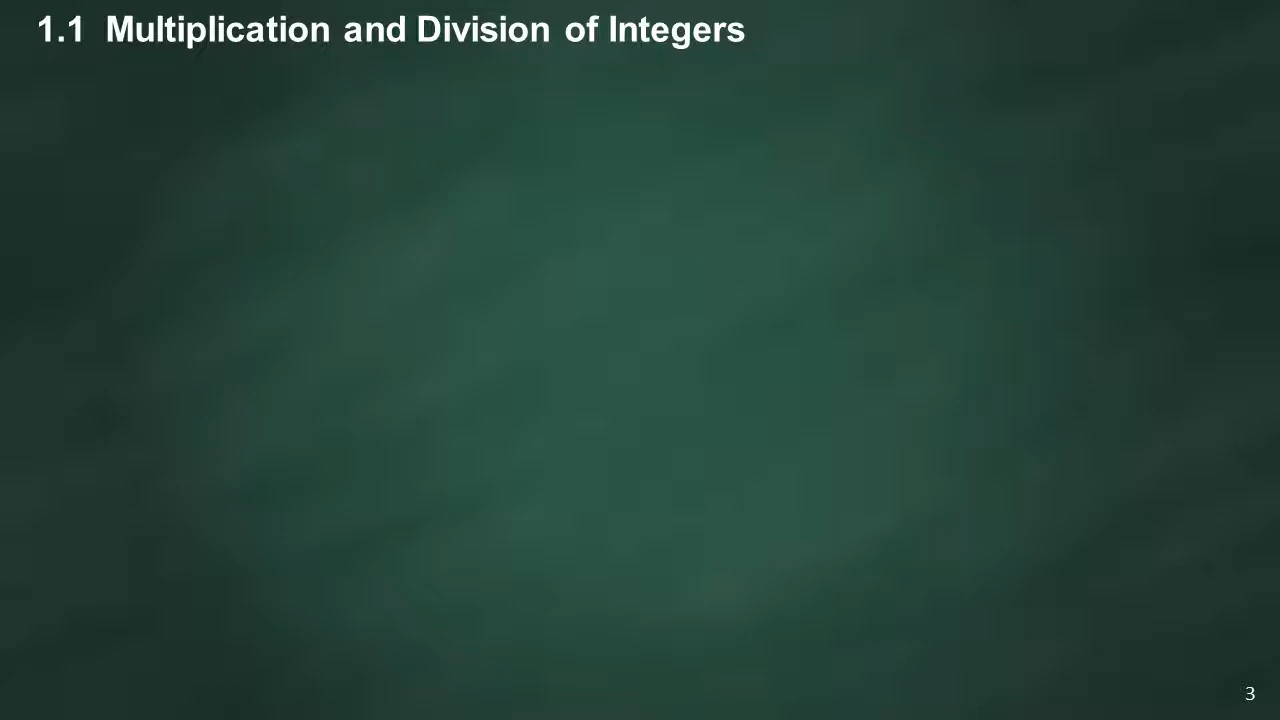 1.1 Multiplication and Division of Integers
3